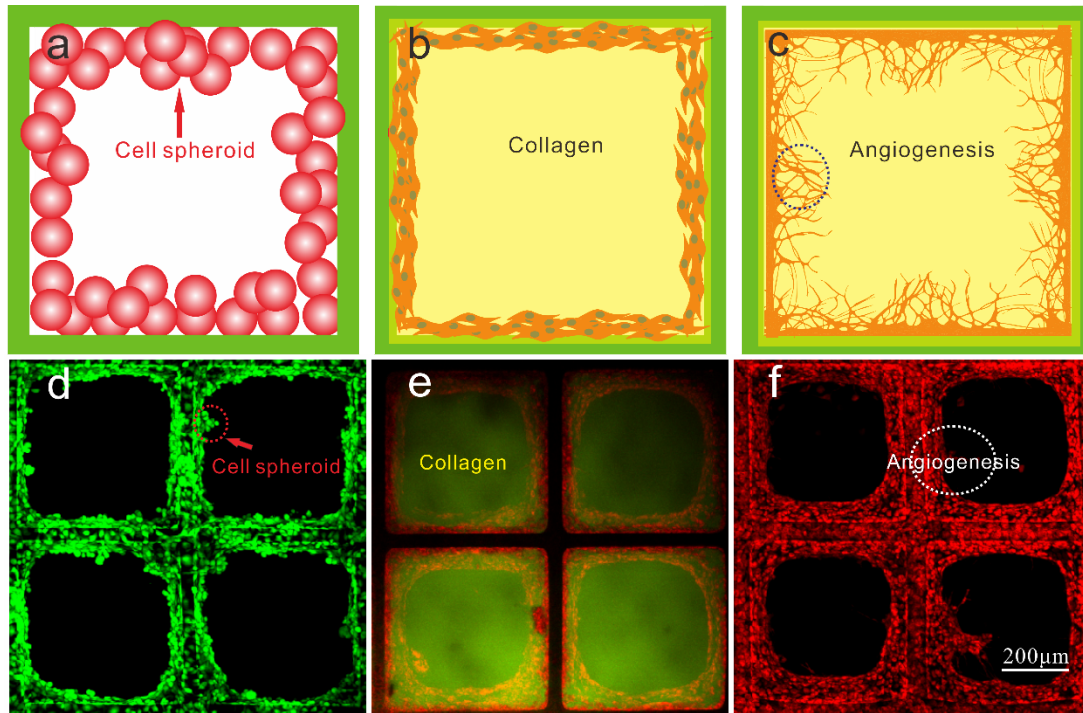 a
b
c
Cell spheroid
Collagen
Angiogenesis
d
e
f
Cell spheroid
Collagen
Angiogenesis
200μm